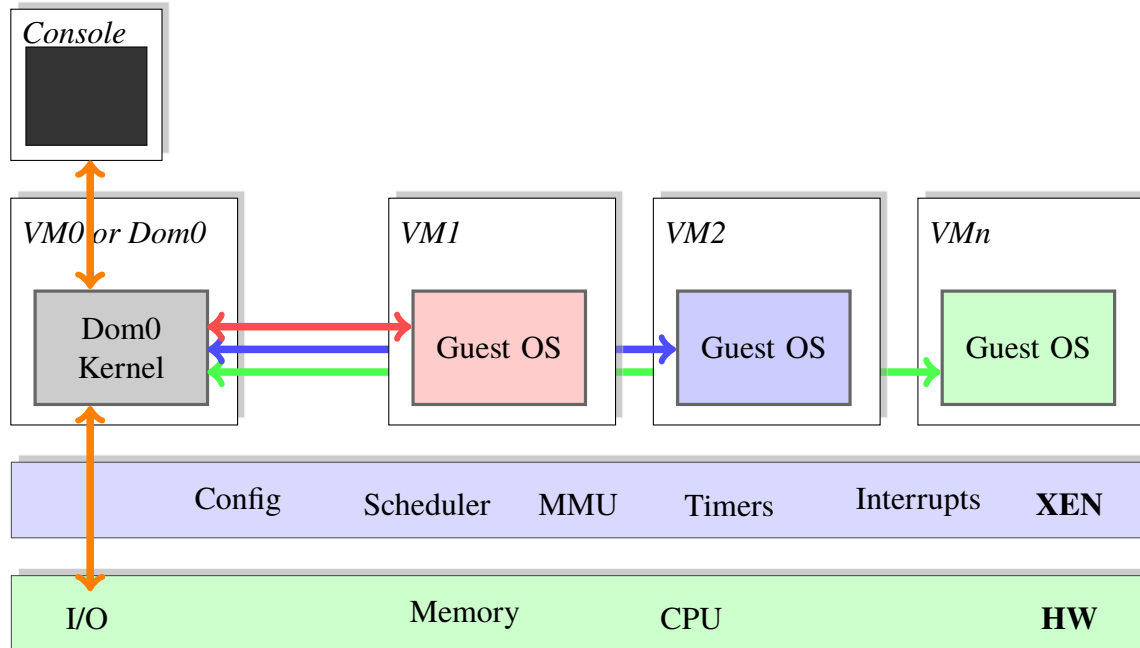 Console
VM0 or Dom0
VM1
VM2
VMn
Dom0
Kernel
Guest OS
Guest OS
Guest OS
Config
Scheduler
MMU
Timers
Interrupts
XEN
I/O
Memory
CPU
HW